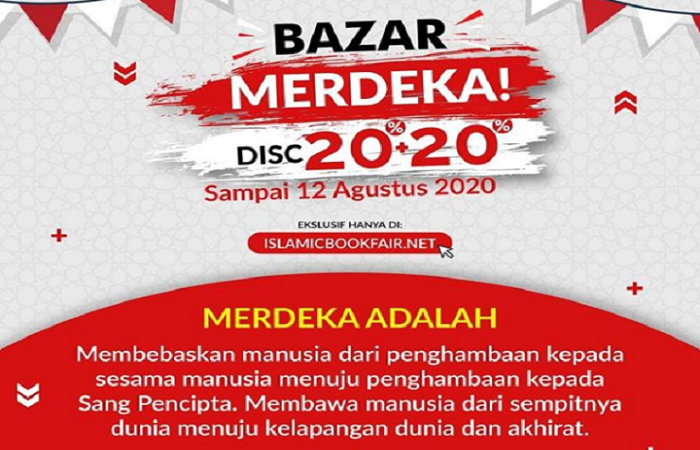 BAZAR
MERDEKA!
DISC 20%+20%
Sampai 12 Agustus 2020
EKSLUSIF HANYA DI:
ISLAMICBOOKFAIR.NET
MERDEKA ADALAH
Membebaskan manusia dari penghambaan kepada
sesama manusia menuju penghambaan kepada
Sang Pencipta. Membawa manusia dari sempitnya
dunia menuju kelapangan dunia dan akhirat.